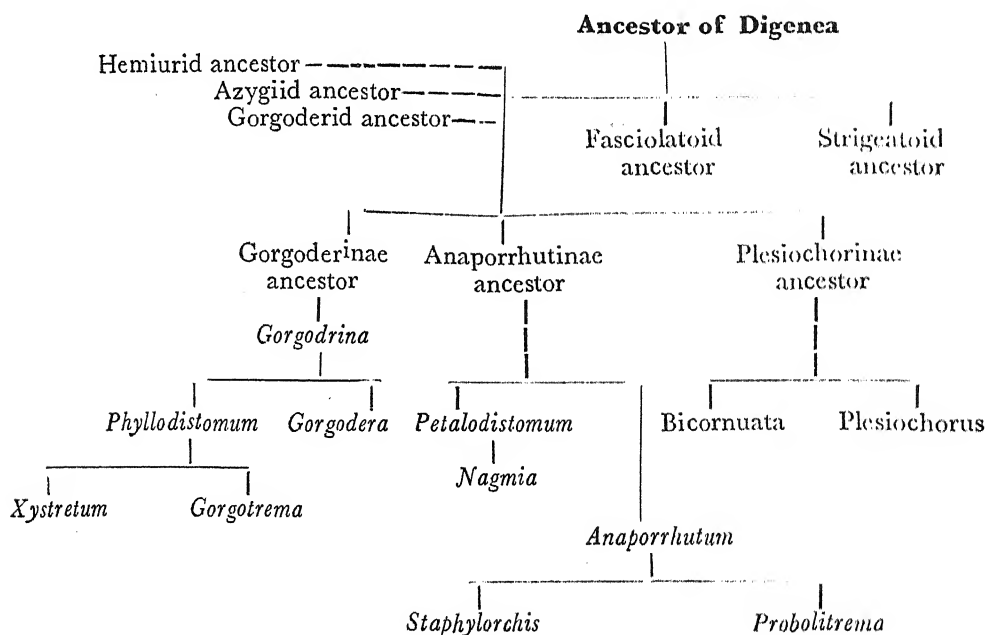 Ancestor of Digenea
Hemiurid ancestor
Azygiid ancestor
Gorgoderid ancestor
Fasciolatoid
ancestor
Strigeatoid
ancestor
Gorgoderinae
ancestor
Anaporrhutinae
ancestor
Plesiochorinae
ancestor
Gorgodrina
Phyllodistomum
Gorgodera
Petalodistomum
Bicornuata
Plesiochorus
Nagmia
Xystretum
Gorgotrema
Anaporrhutum
Staphylorchis
Probolitrema